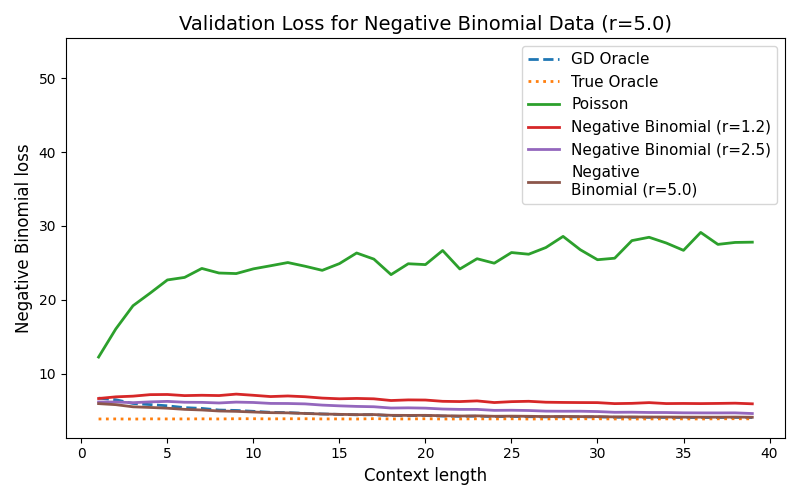 Validation Loss for Negative Binomial Data (r=5.0)
Negative Binomial loss
50
40
30
20
10
GD Oracle
True Oracle
Poisson
Negative Binomial (r=1.2)
Negative Binomial (r=2.5)
Negative
Binomial (r=5.0)
0 5 10 15 20 25 30 35 40
Context length